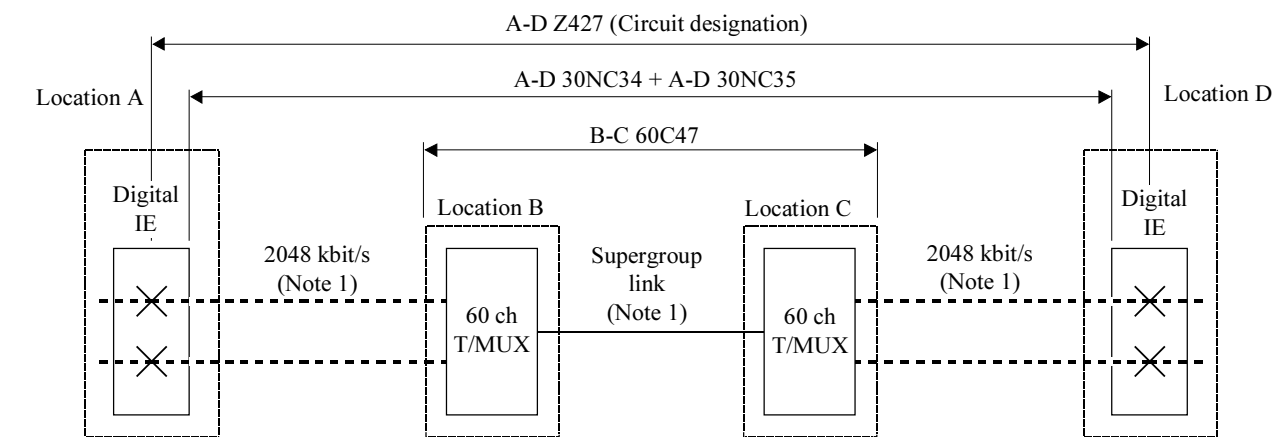 A-D Z427 (Circuit designation)
A-D 30NC34 + A-D 30NC35
Location A
Location D
B-C 60C47
Digital
IE
Location B
Location C
Digital
IE
2048 kbit/s
(Note 1)
Supergroup
link
(Note 1)
2048 kbit/s
(Note 1)
60 ch
T/MUX
60 ch
T/MUX